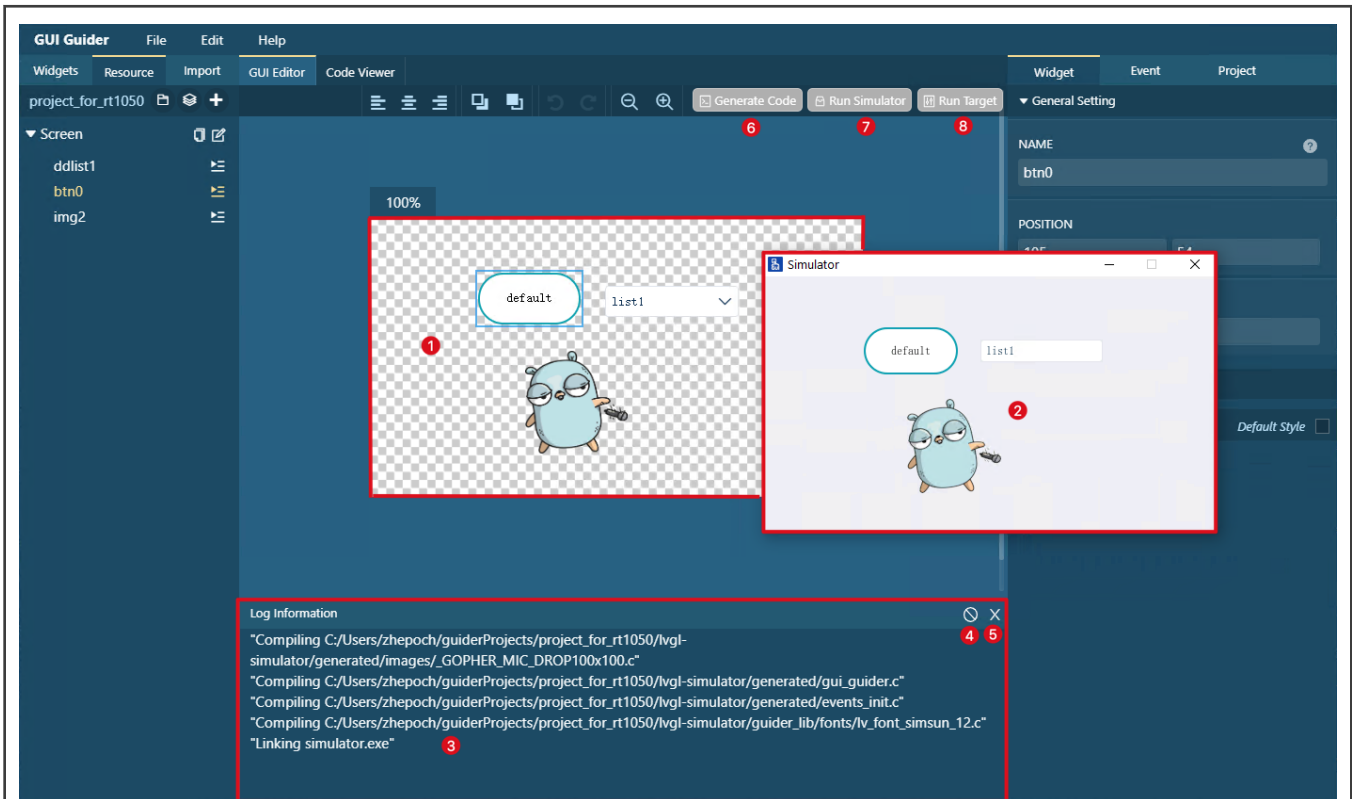 GUI Guider File Edit Help
Widgets Resource Import GUI Editor Code Viewer Widget Event Project
project_for_rt1050 Generate Code Run Simulator Run Target General Setting
6 7 8
Screen
NAME
ddlist1
btn0
btn0
100%
img2
POSITION
Simulator
default list1
default list1
1
2
Default Style
Log Information
4 5
"Compiling C:/Users/zhepoch/guiderProjects/project_for_rt1050/lvgl-
simulator/generated/images/_GOPHER_MIC_DROP100x100.c"
"Compiling C:/Users/zhepoch/guiderProjects/project_for_rt1050/lvgl-simulator/generated/gui_guider.c"
"Compiling C:/Users/zhepoch/guiderProjects/project_for_rt1050/lvgl-simulator/generated/events_init.c"
"Compiling C:/Users/zhepoch/guiderProjects/project_for_rt1050/lvgl-simulator/guider_lib/fonts/lv_font_simsun_12.c"
"Linking simulator.exe"
3